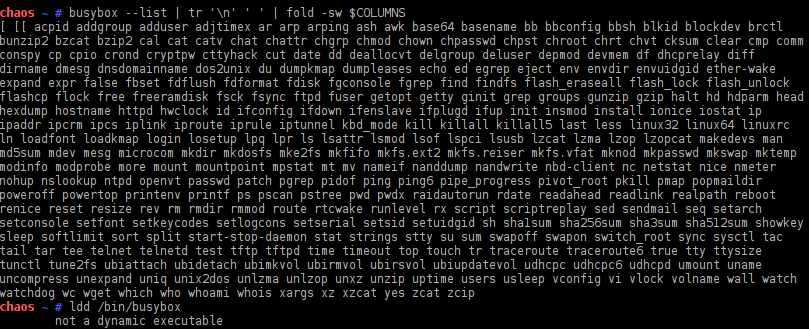 chaos ~ # busybox --list | tr '\n' ' ' | fold -sw $COLUMNS
[ [[ acpid addgroup adduser adjtimex ar arp arping ash awk base64 basename bb bbconfig bbsh blkid blockdev brctl
bunzip2 bzcat bzip2 cal cat catv chat chattr chgrp chmod chown chpasswd chpst chroot chrt chvt cksum clear cmp comm
conspy cp cpio crond cryptpw cttyhack cut date dd deallocvt delgroup deluser depmod devmem df dhcprelay diff
dirname dmesg dnsdomainname dos2unix du dumpkmap dumpleases echo ed egrep eject env envdir envuidgid ether-wake
expand expr false fbset fdflush fdformat fdisk fgconsole fgrep find findfs flash_eraseall flash_lock flash_unlock
flashcp flock free freeramdisk fsck fsync ftpd fuser getopt getty ginit grep groups gunzip gzip halt hd hdparm head
hexdump hostname httpd hwclock id ifconfig ifdown ifenslave ifplugd ifup init insmod install ionice iostat ip
ipaddr ipcrm ipcs iplink iproute iprule iptunnel kbd_mode kill killall killall5 last less linux32 linux64 linuxrc
ln loadfont loadkmap login losetup lpq lpr ls lsattr lsmod lsof lspci lsusb lzcat lzma lzop lzopcat makedevs man
md5sum mdev mesg microcom mkdir mkdosfs mke2fs mkfifo mkfs.ext2 mkfs.reiser mkfs.vfat mknod mkpasswd mkswap mktemp
modinfo modprobe more mount mountpoint mpstat mt mv nameif nanddump nandwrite nbd-client nc netstat nice nmeter
nohup nslookup ntpd openvt passwd patch pgrep pidof ping ping6 pipe_progress pivot_root pkill pmap popmaildir
poweroff powertop printenv printf ps pscan pstree pwd pwdx raidautorun rdate readahead readlink realpath reboot
renice reset resize rev rm rmdir rmmod route rtcwake runlevel rx script scriptreplay sed sendmail seq setarch
setconsole setfont setkeycodes setlogcons setserial setsid setuidgid sh sha1sum sha256sum sha3sum sha512sum showkey
sleep softlimit sort split start-stop-daemon stat strings stty su sum swapoff swapon switch_root sync sysctl tac
tail tar tee telnet telnetd test tftp tftpd time timeout top touch tr traceroute traceroute6 true tty ttysize
tunctl tune2fs ubiattach ubidetach ubimkvol ubirmvol ubirsvol ubiupdatevol udhcpc udhcpc6 udhcpd umount uname
uncompress unexpand uniq unix2dos unlzma unlzop unxz unzip uptime users usleep vconfig vi vlock volname wall watch
watchdog wc wget which who whoami whois xargs xz xzcat yes zcat zcip
chaos ~ # ldd /bin/busybox
not a dynamic executable